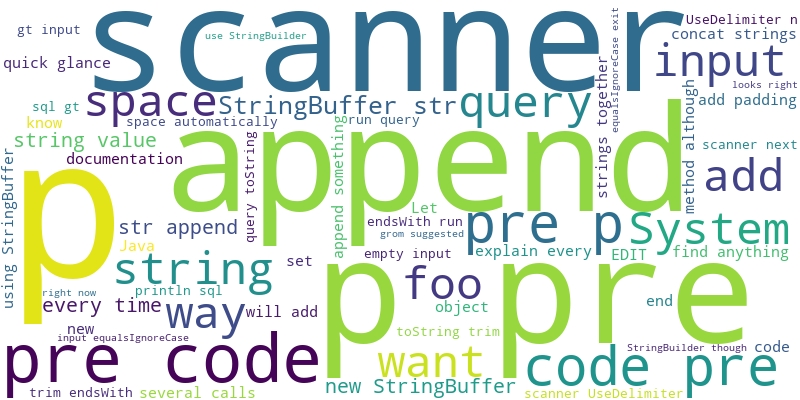 gt input
scanner
UseDelimiter n
use StringBuilder
concat strings
quick glance
input
equalsIgnoreCase exit
looks right
sql gt
space
StringBuffer str
query
strings together
add padding
know
space automatically
run query
method although
string value
append
scanner next
documentation
query toString
append something
add
p
using StringBuffer
Let
endsWith run
str append
grom suggested
pre p
System
Java
empty input
explain every
EDIT
find anything
string
set
p pre
foo
println sql
right now
every time
way
will add
object
end
new
toString trim
input equalsIgnoreCase
pre code
want
StringBuilder though
code
code pre
new StringBuffer
trim endsWith
several calls
scanner UseDelimiter